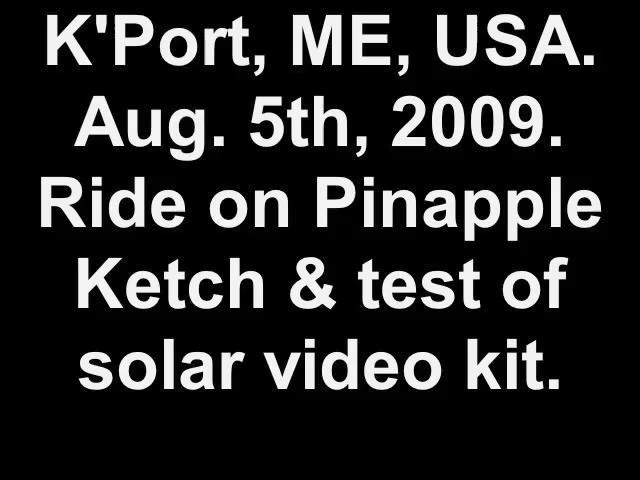 K'Port, ME, USA.
Aug. 5th, 2009.
Ride on Pinapple
Ketch & test of
solar video kit.